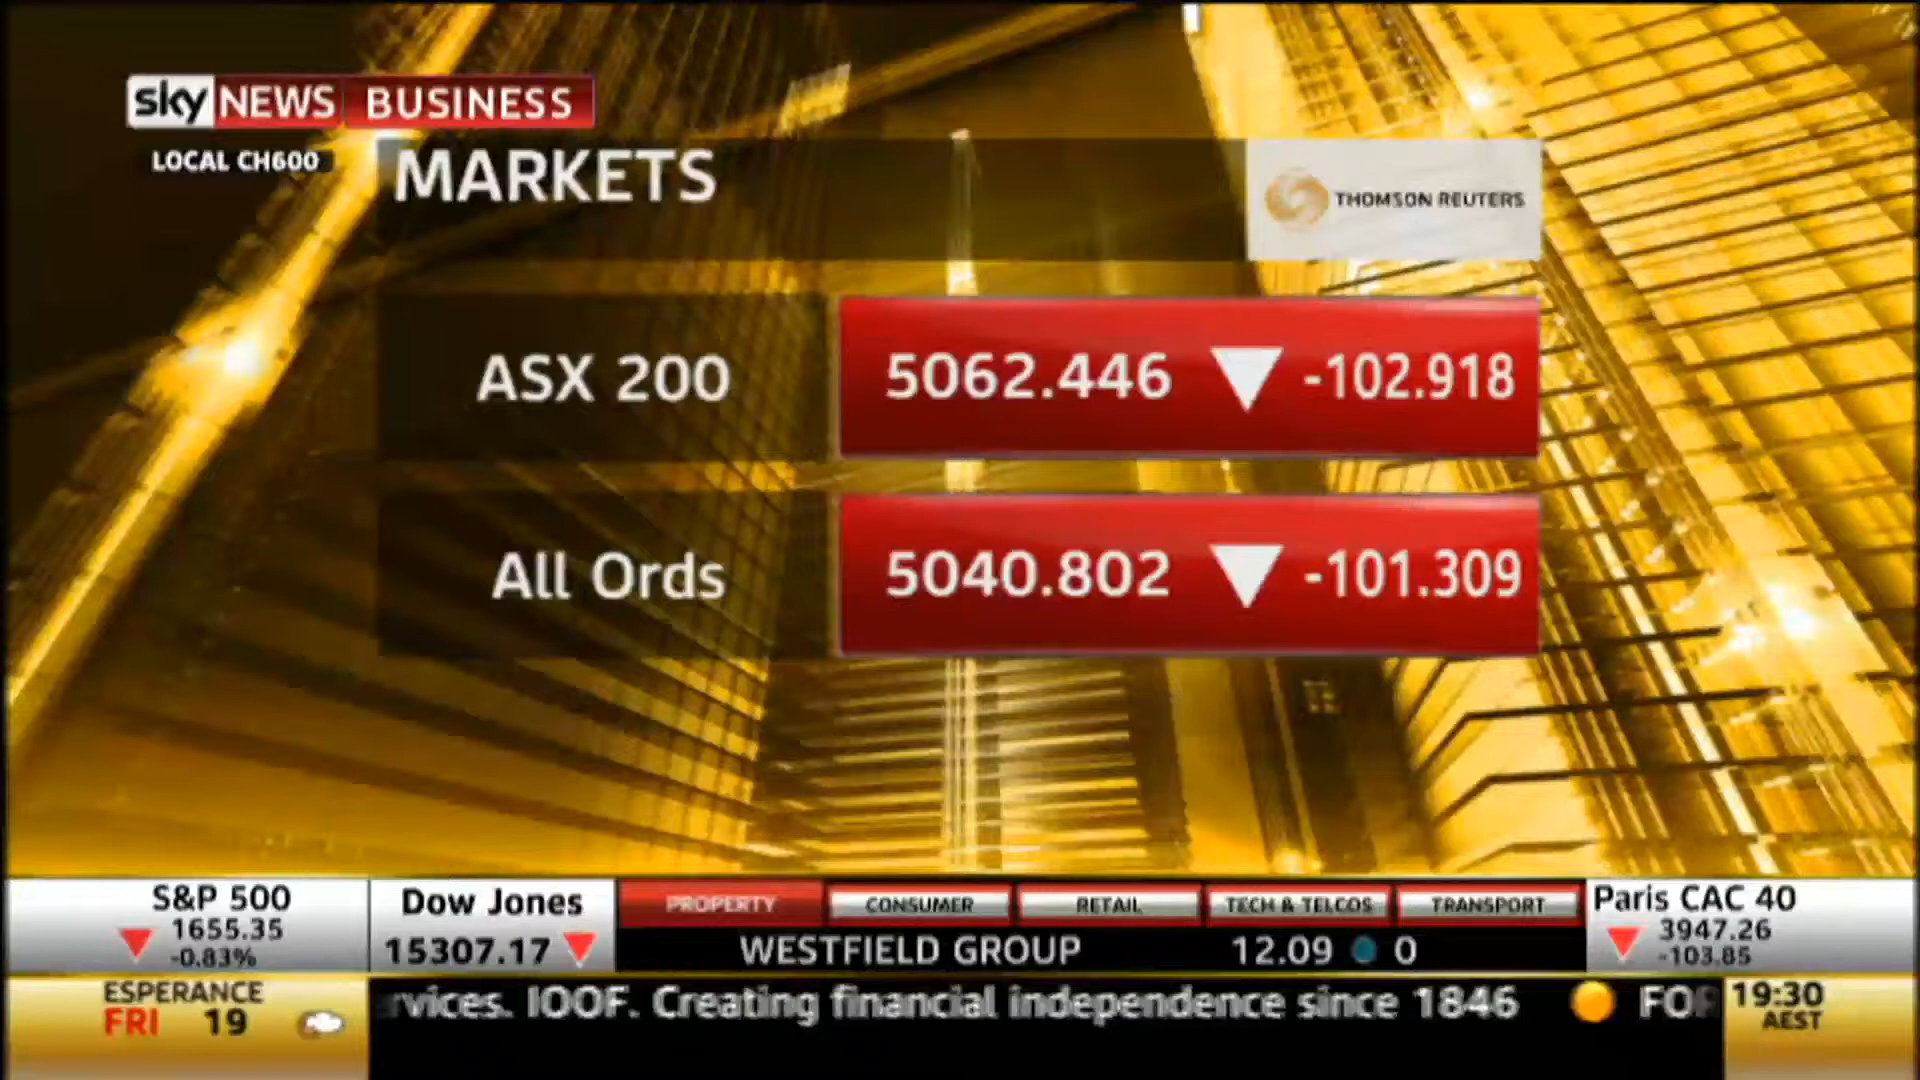 sky NEWS BUSINESS
LOCAL CH600
MARKETS
THOMSON REUTERS
ASX 200 5062.446 ▼ -102.918
All Ords 5040.802 ▼ -101.309
S&P 500
▼ 1655.35
-0.83%
Dow Jones
15307.17 ▼
PROPERTY CONSUMER RETAIL TECH & TELCOS TRANSPORT
WESTFIELD GROUP 12.09 0
Paris CAC 40
▼ 3947.26
-103.85
ESPERANCE
FRI 19
rvices. IOOF. Creating financial independence since 1846 FO
19:30
AEST